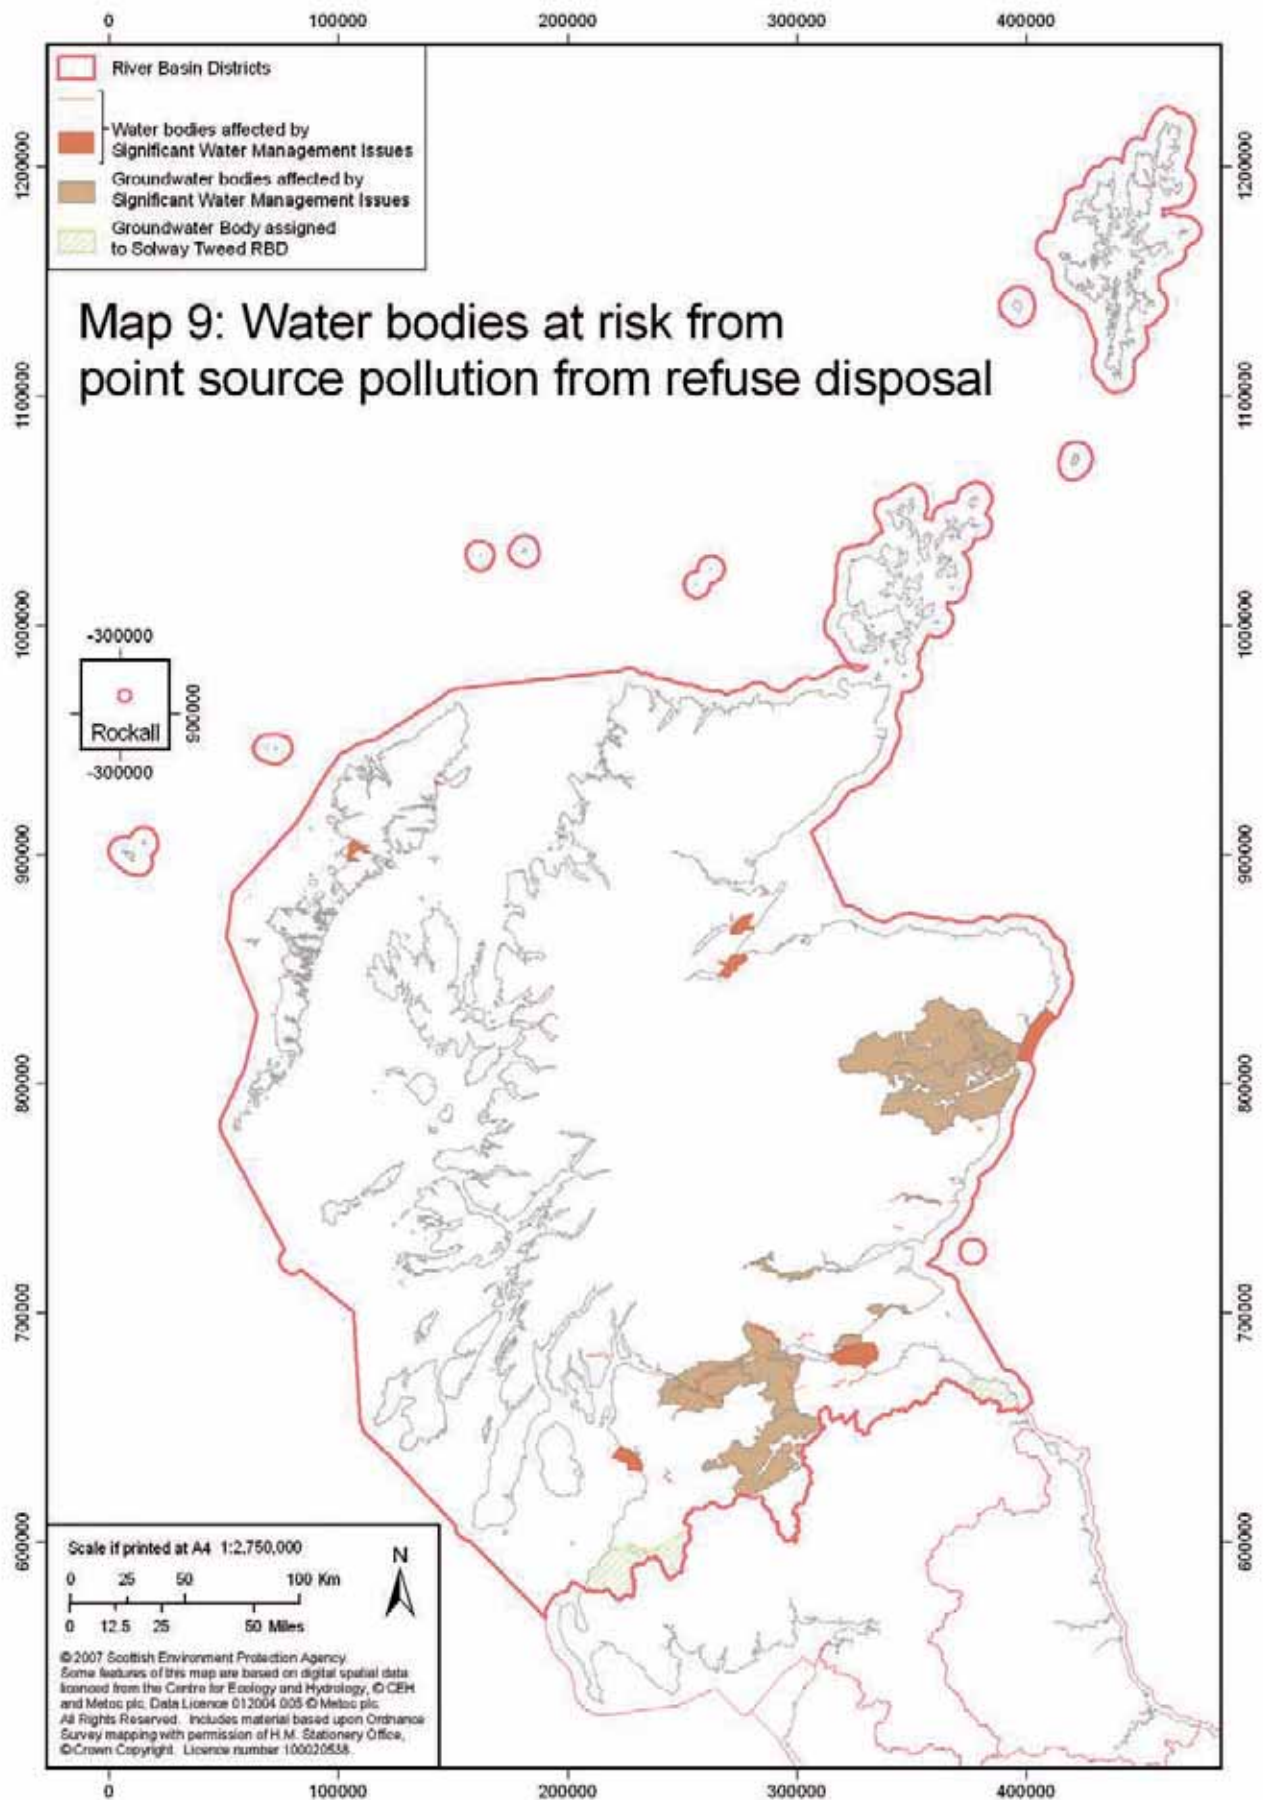 0 100000 200000 300000 400000
River Basin Districts
Water bodies affected by
Significant Water Management Issues
Groundwater bodies affected by
Significant Water Management Issues
Groundwater Body assigned
to Solway Tweed RBD
Map 9: Water bodies at risk from
point source pollution from refuse disposal
1200000
1100000
1000000
900000
800000
700000
600000
1200000
1100000
1000000
900000
800000
700000
600000
-300000
Rockall
900000
-300000
Scale if printed at A4 1:2,750,000
0 25 50 100 Km
0 12.5 25 50 Miles
N
© 2007 Scottish Environment Protection Agency.
Some features of this map are based on digital spatial data
licenced from the Centre for Ecology and Hydrology, © CEH
and Metoc plc, Data Licence 012004.005 © Metoc plc.
All Rights Reserved. Includes material based upon Ordnance
Survey mapping with permission of H.M. Stationery Office,
© Crown Copyright. Licence number 100020538.
0 100000 200000 300000 400000